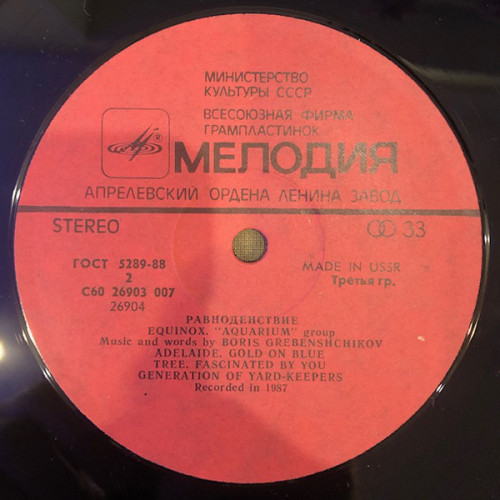 МИНИСТЕРСТВО
КУЛЬТУРЫ СССР
ВСЕСОЮЗНАЯ ФИРМА
ГРАМПЛАСТИНОК
МЕЛОДИЯ
АПРЕЛЕВСКИЙ ОРДЕНА ЛЕНИНА ЗАВОД
STEREO
33
ГОСТ 5289-88
2
С60 26903 007
26904
MADE IN USSR
Третья гр.
РАВНОДЕНСТВИЕ
EQUINOX. "AQUARIUM" group
Music and words by BORIS GREBENSHCHIKOV
ADELAIDE. GOLD ON BLUE
TREE. FASCINATED BY YOU
GENERATION OF YARD-KEEPERS
Recorded in 1987